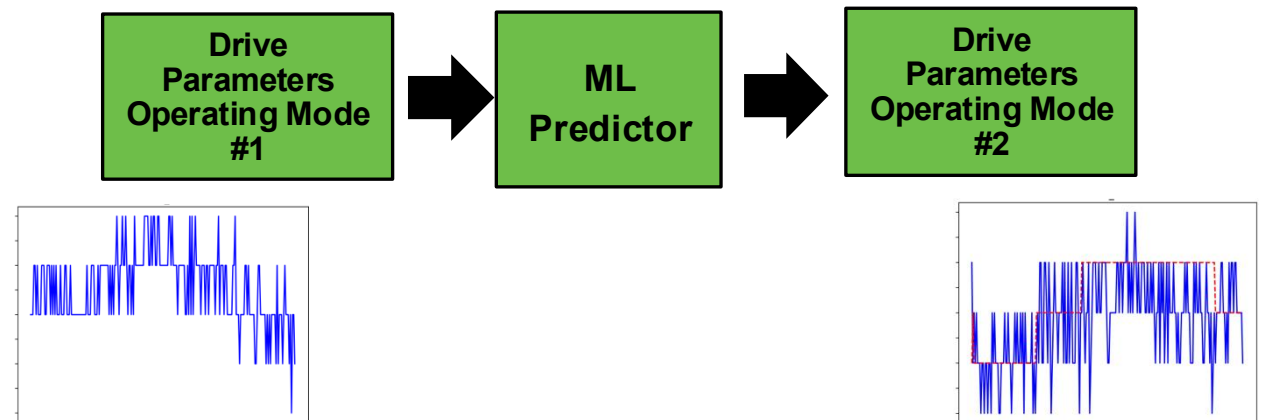 Drive
Parameters
Operating Mode
#1
ML
Predictor
Drive
Parameters
Operating Mode
#2